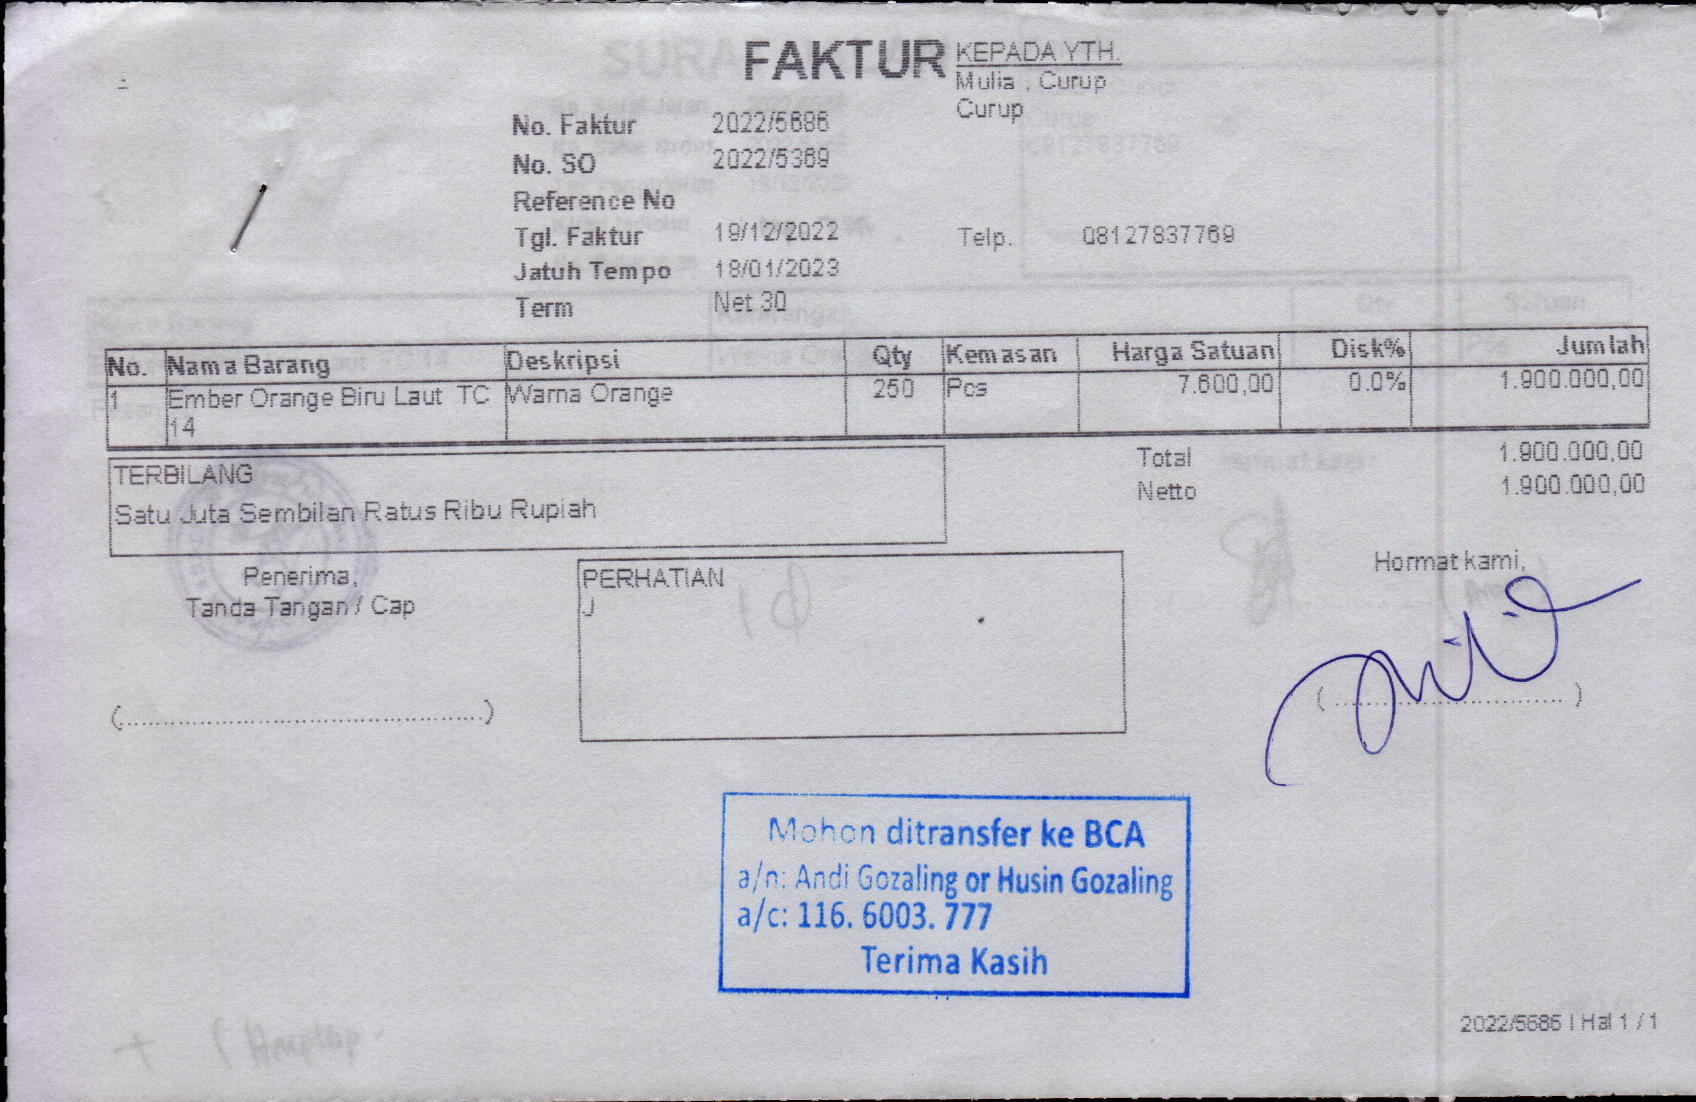 FAKTUR
KEPADA YTH.
Mulia , Curup
Curup
No. Faktur 2022/5686
No. SO 2022/5369
Reference No
Tgl. Faktur 19/12/2022
Telp. 08127837769
Jatuh Tempo 18/01/2023
Term Net 30
No. Nama Barang Deskripsi Qty Kemasan Harga Satuan Disk% Jumlah
1 Ember Orange Biru Laut TC Warna Orange 250 Pcs 7.600,00 0.0% 1.900.000,00
14
Total 1.900.000,00
Netto 1.900.000,00
TERBILANG
Satu Juta Sembilan Ratus Ribu Rupiah
Penerima,
Tanda Tangan / Cap
(...............................................)
PERHATIAN
J
Hormat kami,
(.............................)
Mohon ditransfer ke BCA
a/n: Andi Gozaling or Husin Gozaling
a/c: 116. 6003. 777
Terima Kasih
2022/5686 | Hal 1 / 1